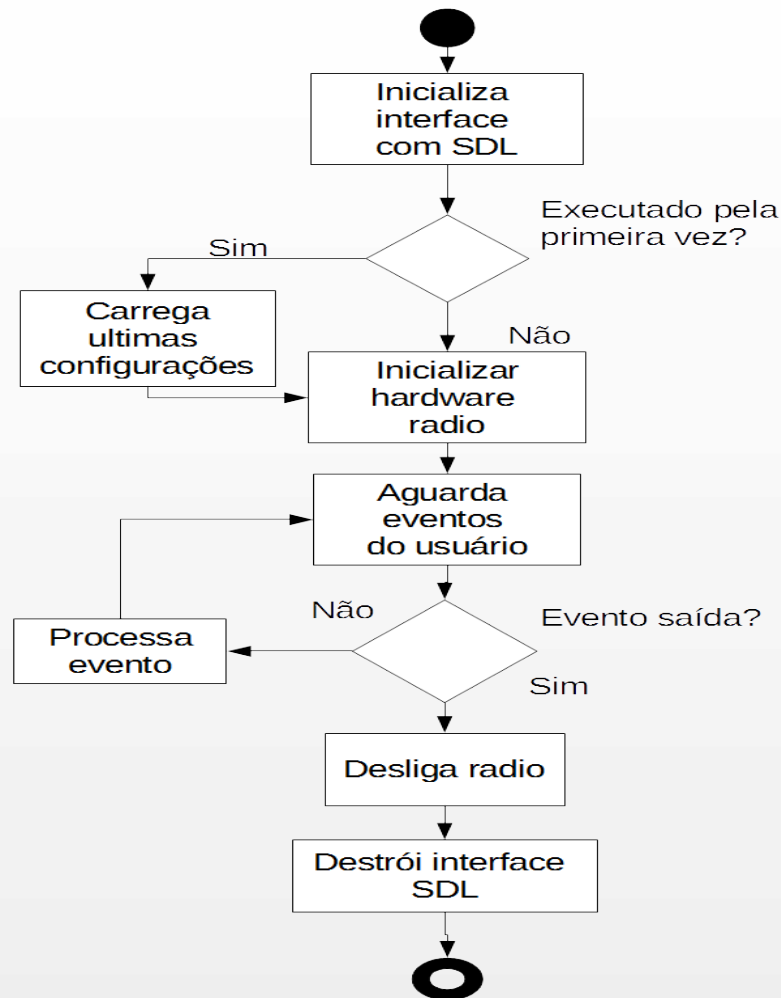 Inicializa
interface
com SDL
Executado pela
primeira vez?
Sim
Carrega
ultimas
configurações
Não
Inicializar
hardware
radio
Aguarda
eventos
do usuário
Não
Evento saída?
Processa
evento
Sim
Desliga radio
Destrói interface
SDL